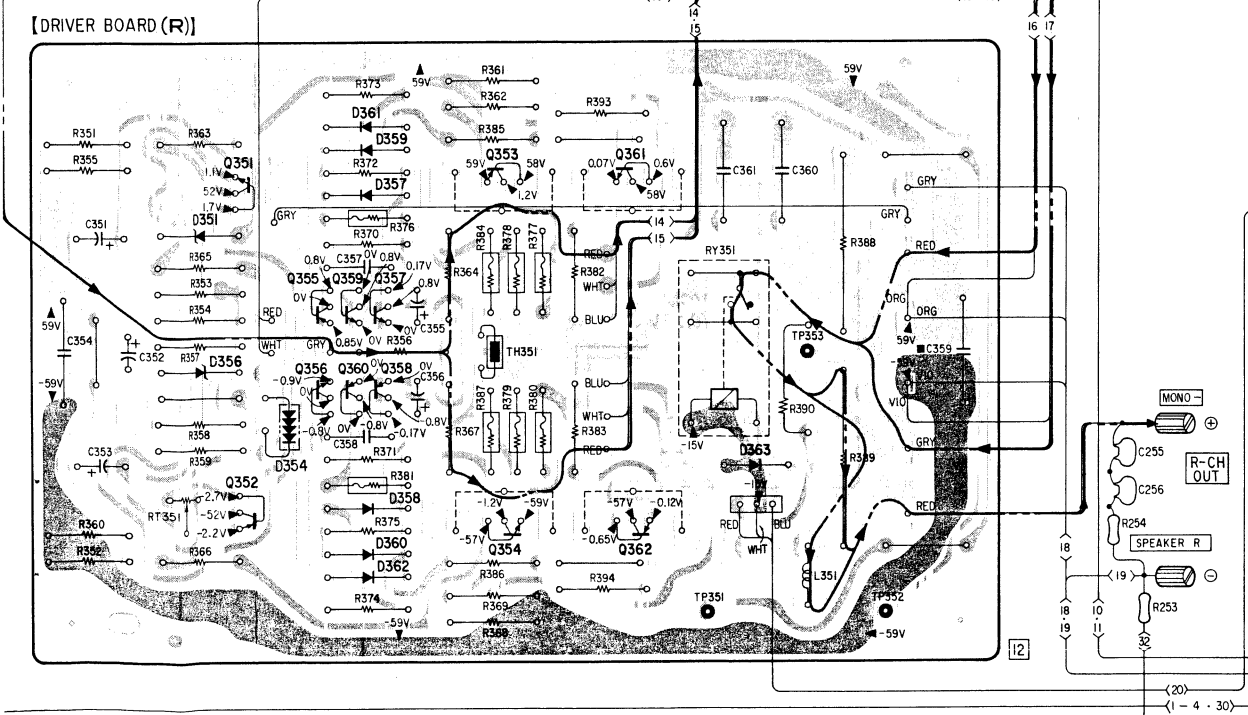 14
15
16
17
【DRIVER BOARD (R)】
59V
R361
59V
R373
R362
R393
D361
R385
R351
R363
D359
Q353
Q361
R355
Q351
R372
59V
58V
0.07V
0.6V
1.1V
D357
1.2V
58V
C361
C360
52V
GRY
1.7V
D351
GRY
R376
14
GRY
C351
+
R370
15
R384
R378
R377
RED
RY351
R388
RED
R365
0.8V
C357
0V
0.8V
0.17V
R364
R382
Q355
Q359
Q357
0.8V
WHT
R353
0V
0V
ORG
R354
RED
0V
C355
+
BLU
ORG
59V
59V
C354
C352
+
WHT
0.85V
0V
R356
TP353
R357
GRY
TH351
59V
C359
D356
Q356
Q360
0V
Q358
0V
-59V
-0.9V
0V
C356
BLU
V10
0V
+
R387
R379
R380
WHT
R390
MONO -
R358
-0.8V
0V
-0.8V
-0.8V
R367
R383
-15V
⊕
C358
-0.17V
RED
GRY
C255
C353
+
R359
D354
R371
D363
R389
R-CH
OUT
R381
C256
Q352
D358
-2.7V
RT351
-1.2V
-59V
-57V
-0.12V
RED
-52V
R375
RED
BLU
R254
R360
-2.2V
-57V
-0.65V
WHT
SPEAKER R
D360
Q354
Q362
18
R352
R366
D362
R386
L351
19
⊖
R394
R374
R369
TP351
TP352
18
19
10
11
R253
-59V
R368
-59V
32
12
20
1 - 4 · 30